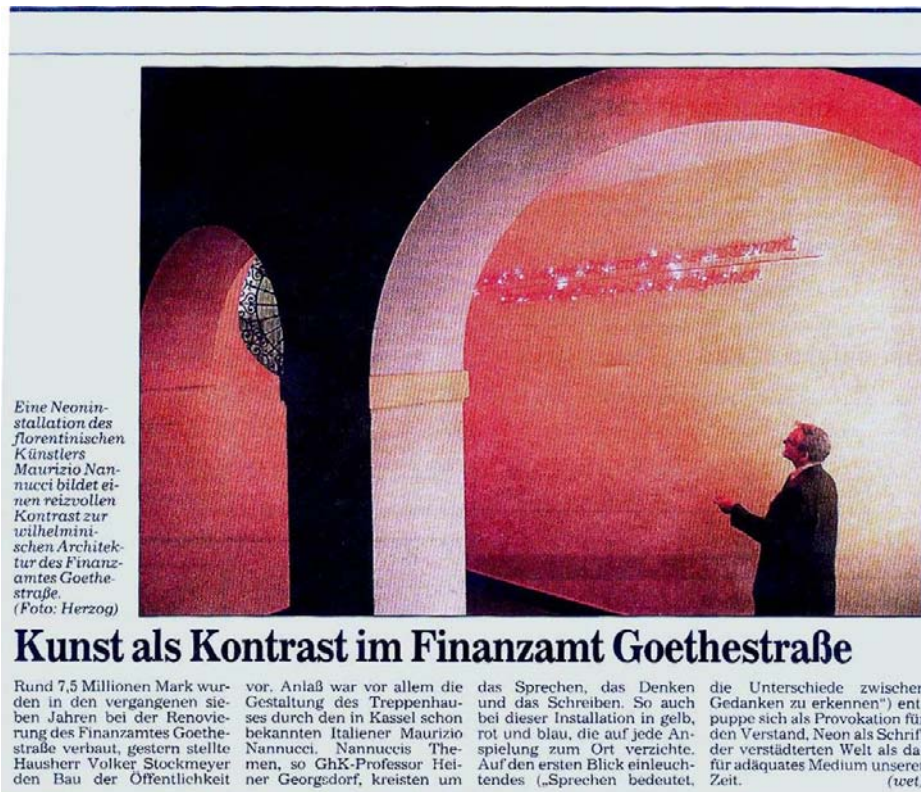 Eine Neonin-
stallation des
florentinischen
Künstlers
Maurizio Nan-
nucci bildet ei-
nen reizvollen
Kontrast zur
wilhelmini-
schen Architek-
tur des Finanz-
amtes Goethe-
straße.
(Foto: Herzog)
Kunst als Kontrast im Finanzamt Goethestraße
Rund 7,5 Millionen Mark wur-
den in den vergangenen sie-
ben Jahren bei der Renovie-
rung des Finanzamtes Goethe-
straße verbaut, gestern stellte
Hausherr Volker Stockmeyer
den Bau der Öffentlichkeit
vor. Anlaß war vor allem die
Gestaltung des Treppenhau-
ses durch den in Kassel schon
bekannten Italiener Maurizio
Nannucci. Nannuccis The-
men, so GhK-Professor Hei-
ner Georgsdorf, kreisten um
das Sprechen, das Denken
und das Schreiben. So auch
bei dieser Installation in gelb,
rot und blau, die auf jede An-
spielung zum Ort verzichte.
Auf den ersten Blick einleuch-
tendes („Sprechen bedeutet,
die Unterschiede zwischen
Gedanken zu erkennen“) ent
puppe sich als Provokation fü
den Verstand, Neon als Schrif
der verstädterten Welt als da
für adäquates Medium unserer
Zeit. (wet